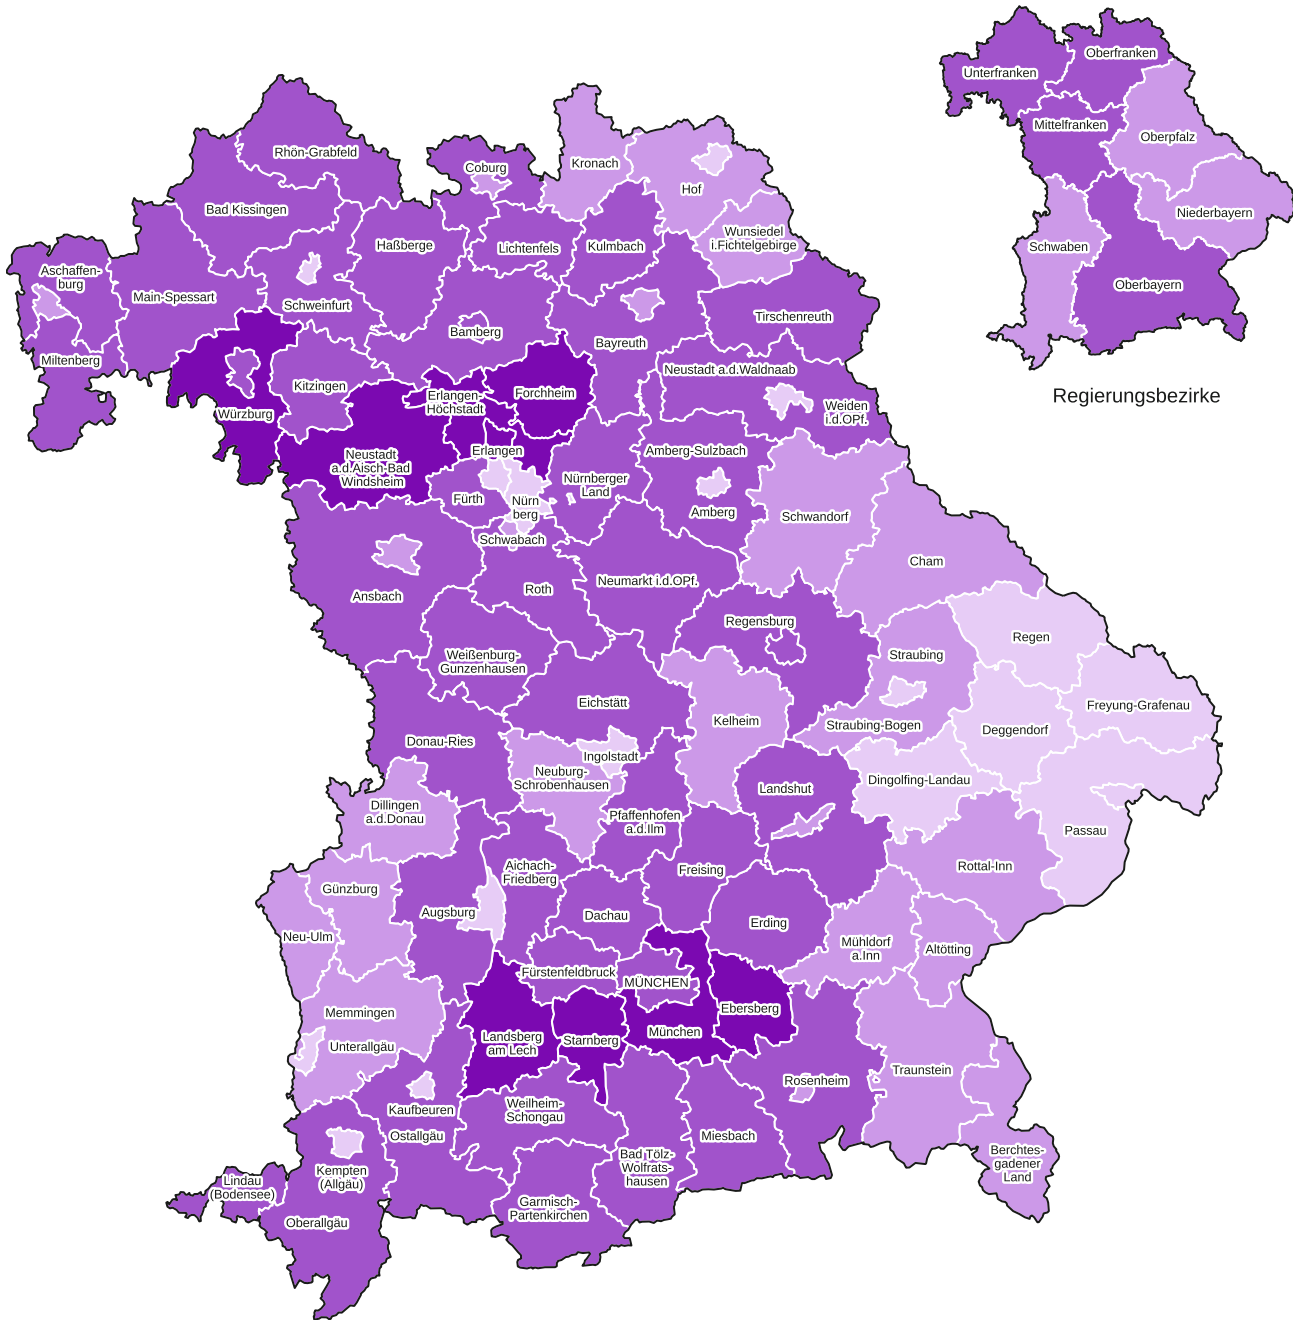 Oberfranken
Unterfranken
Mittelfranken
Oberpfalz
Niederbayern
Schwaben
Oberbayern
Regierungsbezirke
Rhön-Grabfeld
Coburg
Kronach
Hof
Bad Kissingen
Haßberge
Lichtenfels
Kulmbach
Wunsiedel
i.Fichtelgebirge
Aschaffen-
burg
Main-Spessart
Schweinfurt
Bamberg
Bayreuth
Tirschenreuth
Miltenberg
Kitzingen
Neustadt a.d.Waldnaab
Würzburg
Erlangen-
Höchstadt
Forchheim
Weiden
i.d.OPf.
Neustadt
a.d.Aisch-Bad
Windsheim
Erlangen
Amberg-Sulzbach
Fürth
Nürn
berg
Nürnberger
Land
Amberg
Schwandorf
Schwabach
Ansbach
Roth
Neumarkt i.d.OPf.
Cham
Regensburg
Regen
Weißenburg-
Gunzenhausen
Straubing
Eichstätt
Kelheim
Straubing-Bogen
Deggendorf
Freyung-Grafenau
Donau-Ries
Ingolstadt
Neuburg-
Schrobenhausen
Landshut
Dingolfing-Landau
Dillingen
a.d.Donau
Pfaffenhofen
a.d.Ilm
Passau
Aichach-
Friedberg
Freising
Rottal-Inn
Günzburg
Augsburg
Dachau
Erding
Neu-Ulm
Mühldorf
a.Inn
Altötting
Fürstenfeldbruck
MÜNCHEN
Memmingen
Ebersberg
Landsberg
am Lech
Starnberg
München
Unterallgäu
Rosenheim
Traunstein
Kaufbeuren
Weilheim-
Schongau
Ostallgäu
Miesbach
Bad Tölz-
Wolfrats-
hausen
Berchtes-
gadener
Land
Kempten
(Allgäu)
Lindau
(Bodensee)
Oberallgäu
Garmisch-
Partenkirchen